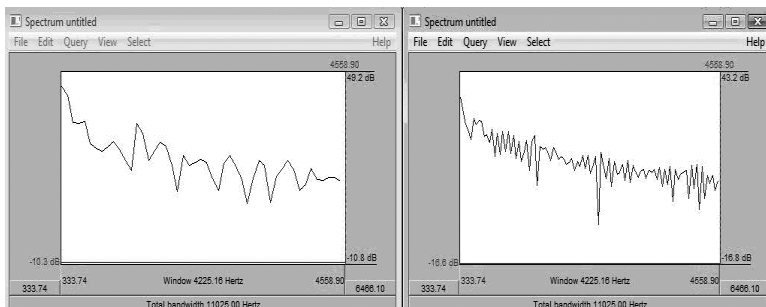 Spectrum untitled
File Edit Query View Select Help
4558.90
49.2 dB
-10.3 dB
-10.8 dB
333.74 Window 4225.16 Hertz 4558.90
333.74 6466.10
Total bandwidth 11025.00 Hertz
Spectrum untitled
File Edit Query View Select Help
4558.90
43.2 dB
-16.6 dB
-16.8 dB
333.74 Window 4225.16 Hertz 4558.90
333.74 6466.10
Total bandwidth 11025.00 Hertz